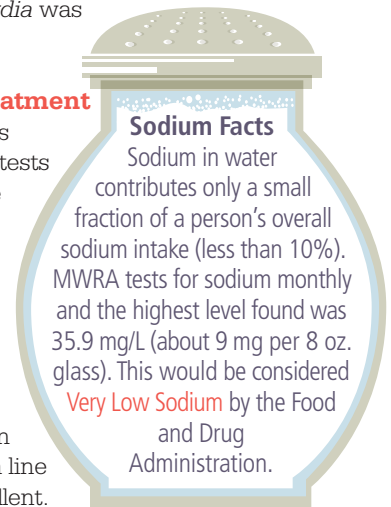 rdia was
atment
s
tests
Sodium Facts
Sodium in water
contributes only a small
fraction of a person's overall
sodium intake (less than 10%).
MWRA tests for sodium monthly
and the highest level found was
35.9 mg/L (about 9 mg per 8 oz.
glass). This would be considered
Very Low Sodium by the Food
and Drug
Administration.
n
line
llent.